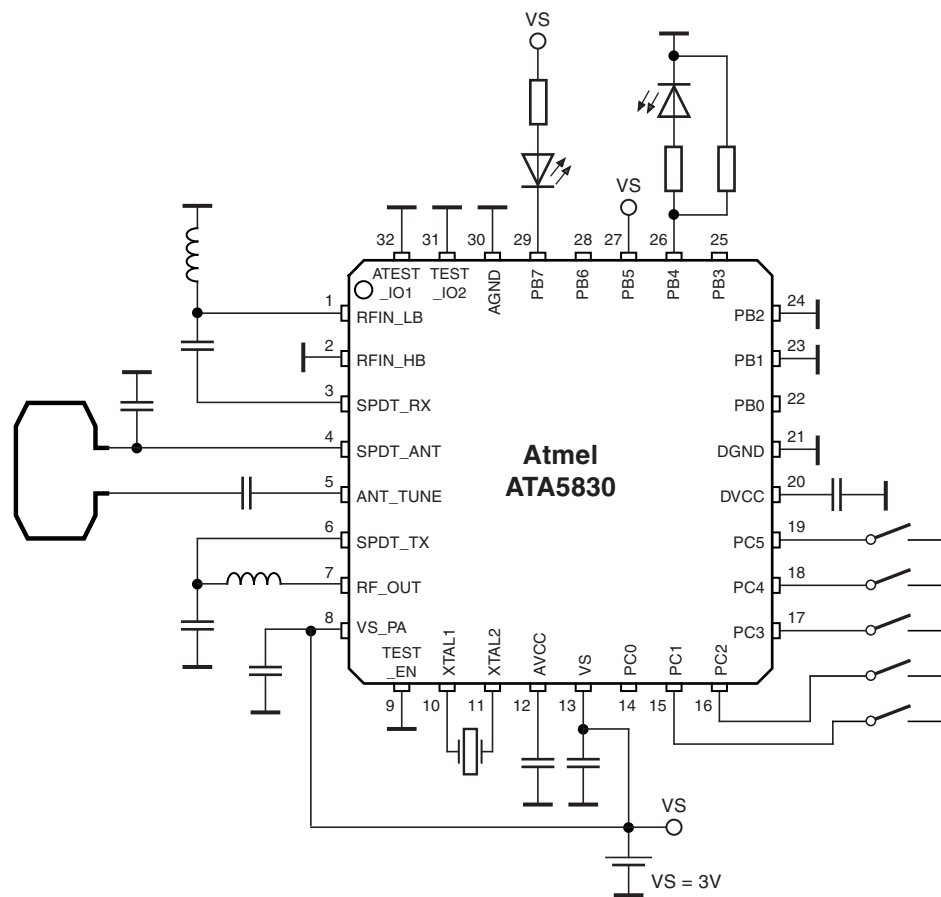 VS
VS
32
31
30
29
28
27
26
25
ATEST
_IO1
TEST
_IO2
AGND
PB7
PB6
PB5
PB4
PB3
1
RFIN_LB
2
RFIN_HB
3
SPDT_RX
4
SPDT_ANT
5
ANT_TUNE
6
SPDT_TX
7
RF_OUT
8
VS_PA
Atmel
ATA5830
PB2
24
PB1
23
PB0
22
DGND
21
DVCC
20
PC5
19
PC4
18
PC3
17
TEST
_EN
XTAL1
XTAL2
AVCC
VS
PC0
PC1
PC2
9
10
11
12
13
14
15
16
VS
VS = 3V